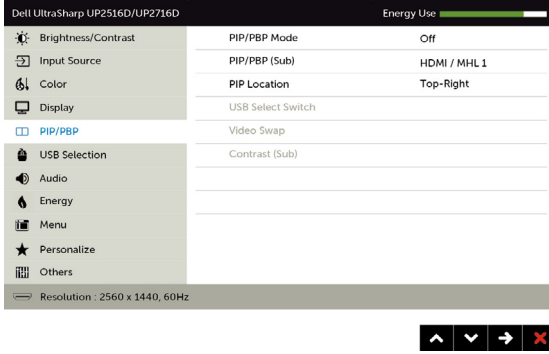 Dell UltraSharp UP2516D/UP2716D Energy Use
Brightness/Contrast
Input Source
Color
Display
PIP/PBP
USB Selection
Audio
Energy
Menu
Personalize
Others
PIP/PBP Mode Off
PIP/PBP (Sub) HDMI / MHL 1
PIP Location Top-Right
USB Select Switch
Video Swap
Contrast (Sub)
Resolution : 2560 x 1440, 60Hz